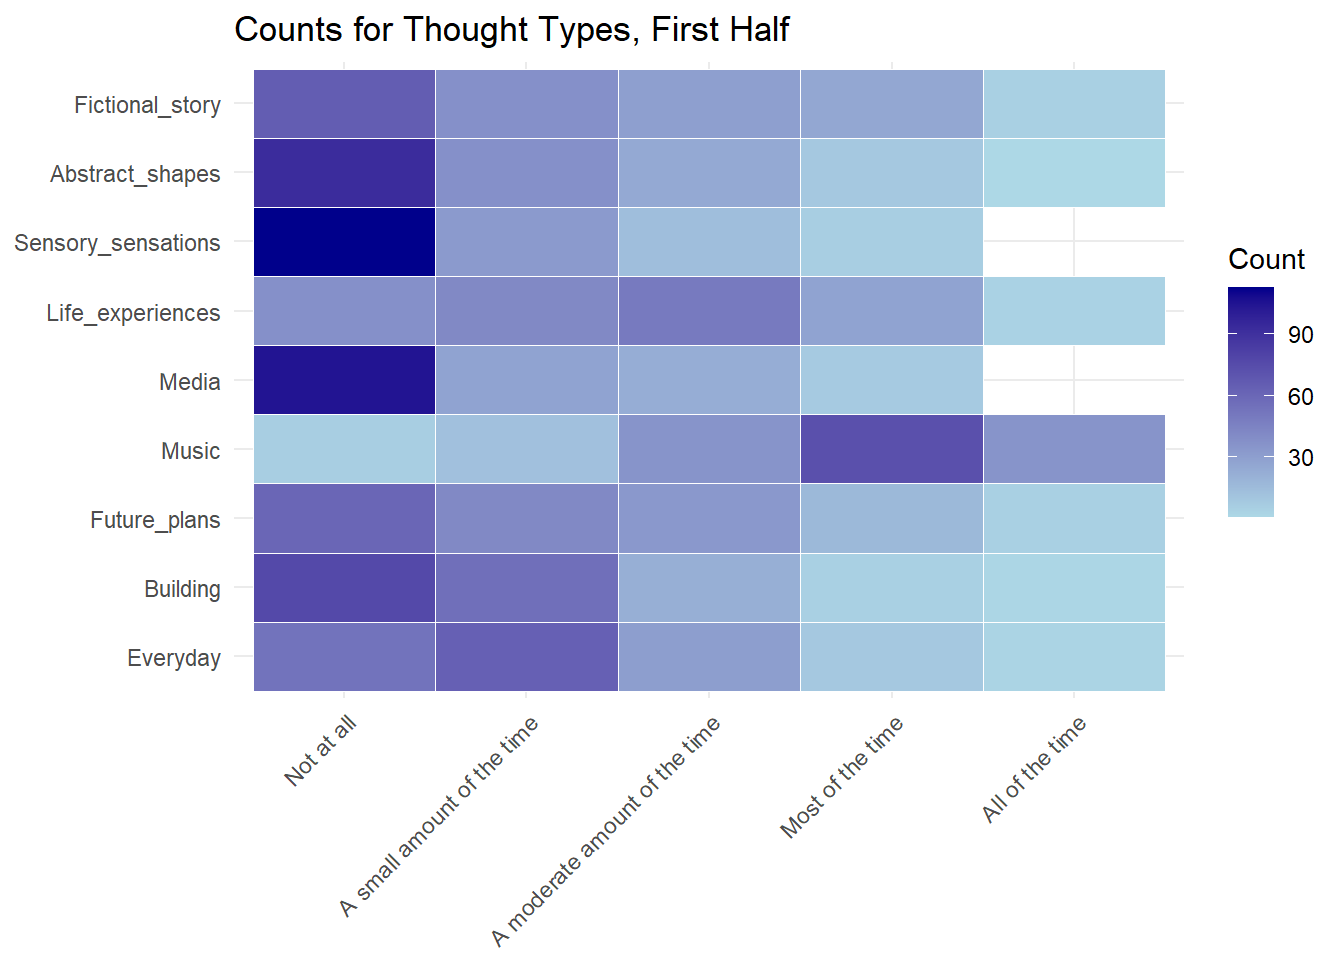 Counts for Thought Types, First Half
Fictional_story
Abstract_shapes
Sensory_sensations
Life_experiences
Media
Music
Future_plans
Building
Everyday
Not at all
A small amount of the time
A moderate amount of the time
Most of the time
All of the time
Count
90
60
30